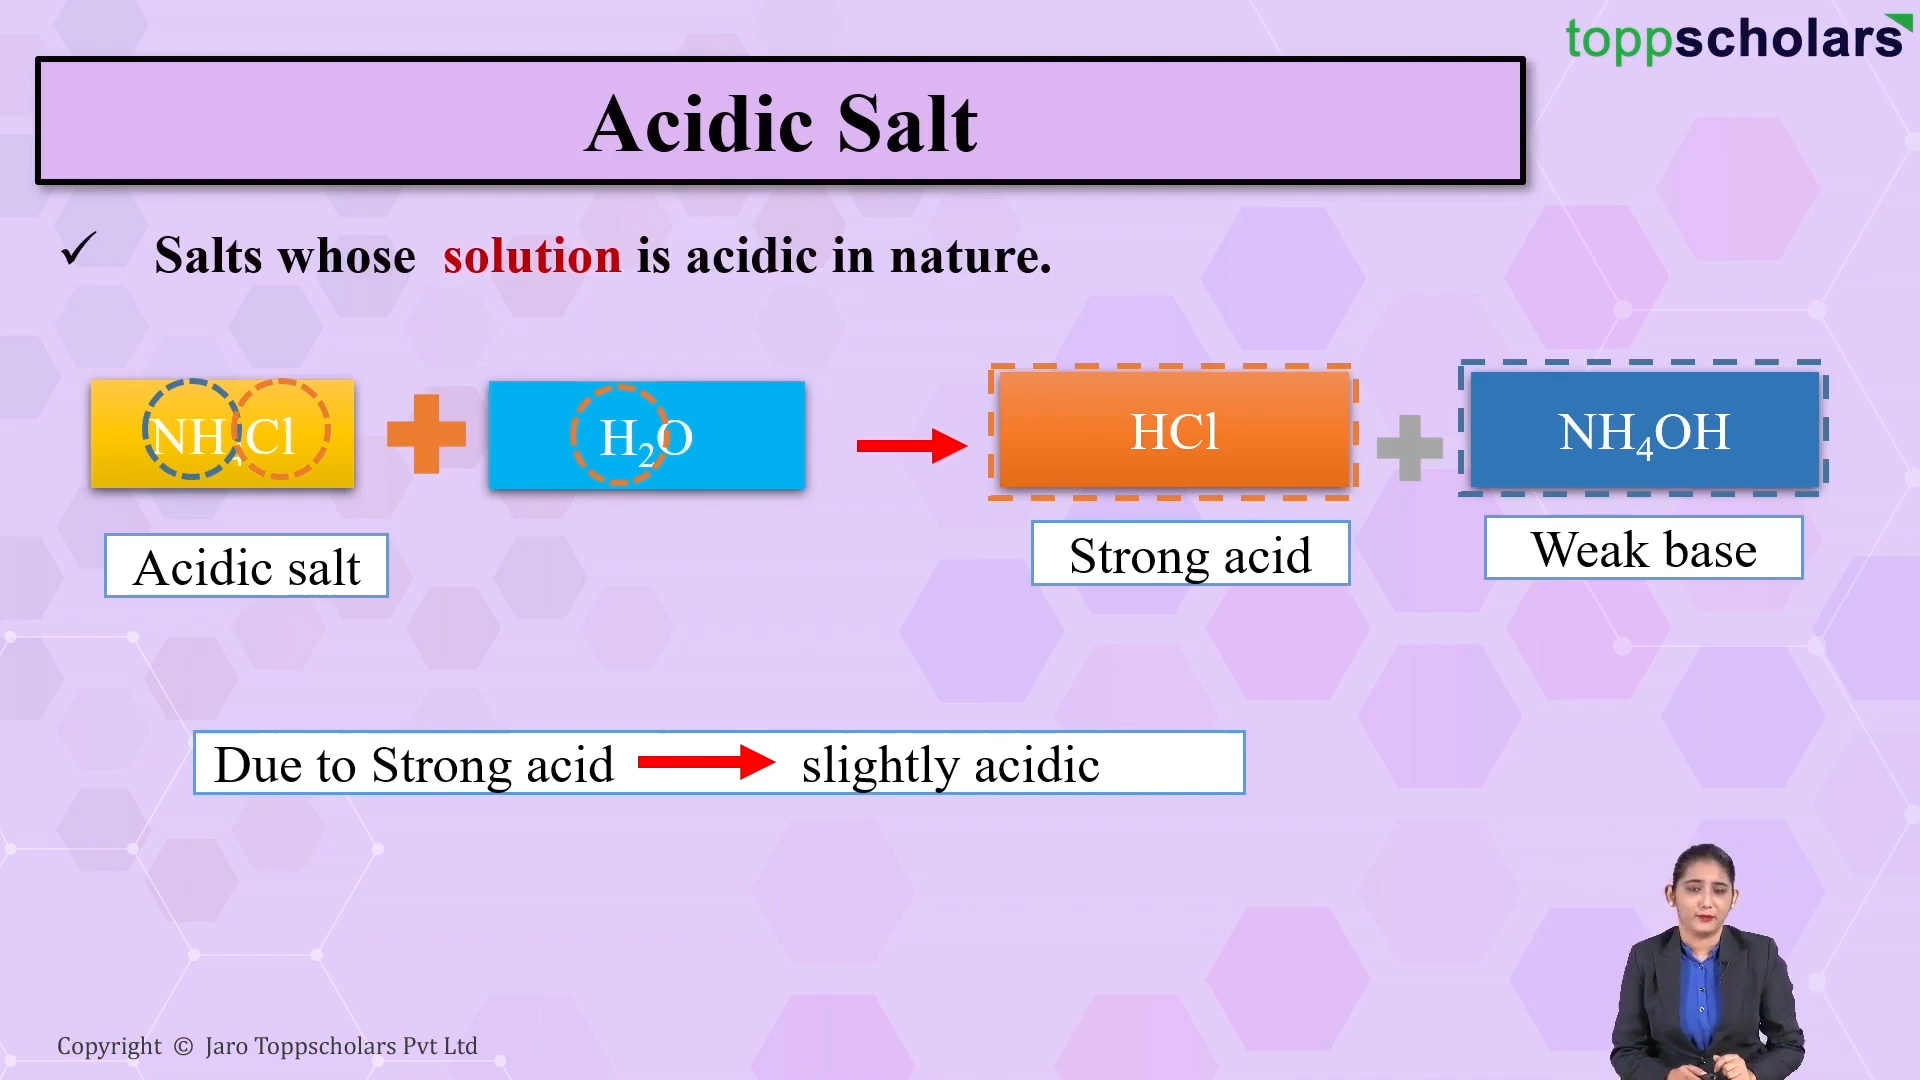 toppscholars
Acidic Salt
✓ Salts whose solution is acidic in nature.
NH₄Cl + H₂O → HCl + NH₄OH
Acidic salt
Strong acid
Weak base
Due to Strong acid → slightly acidic
Copyright © Jaro Toppscholars Pvt Ltd